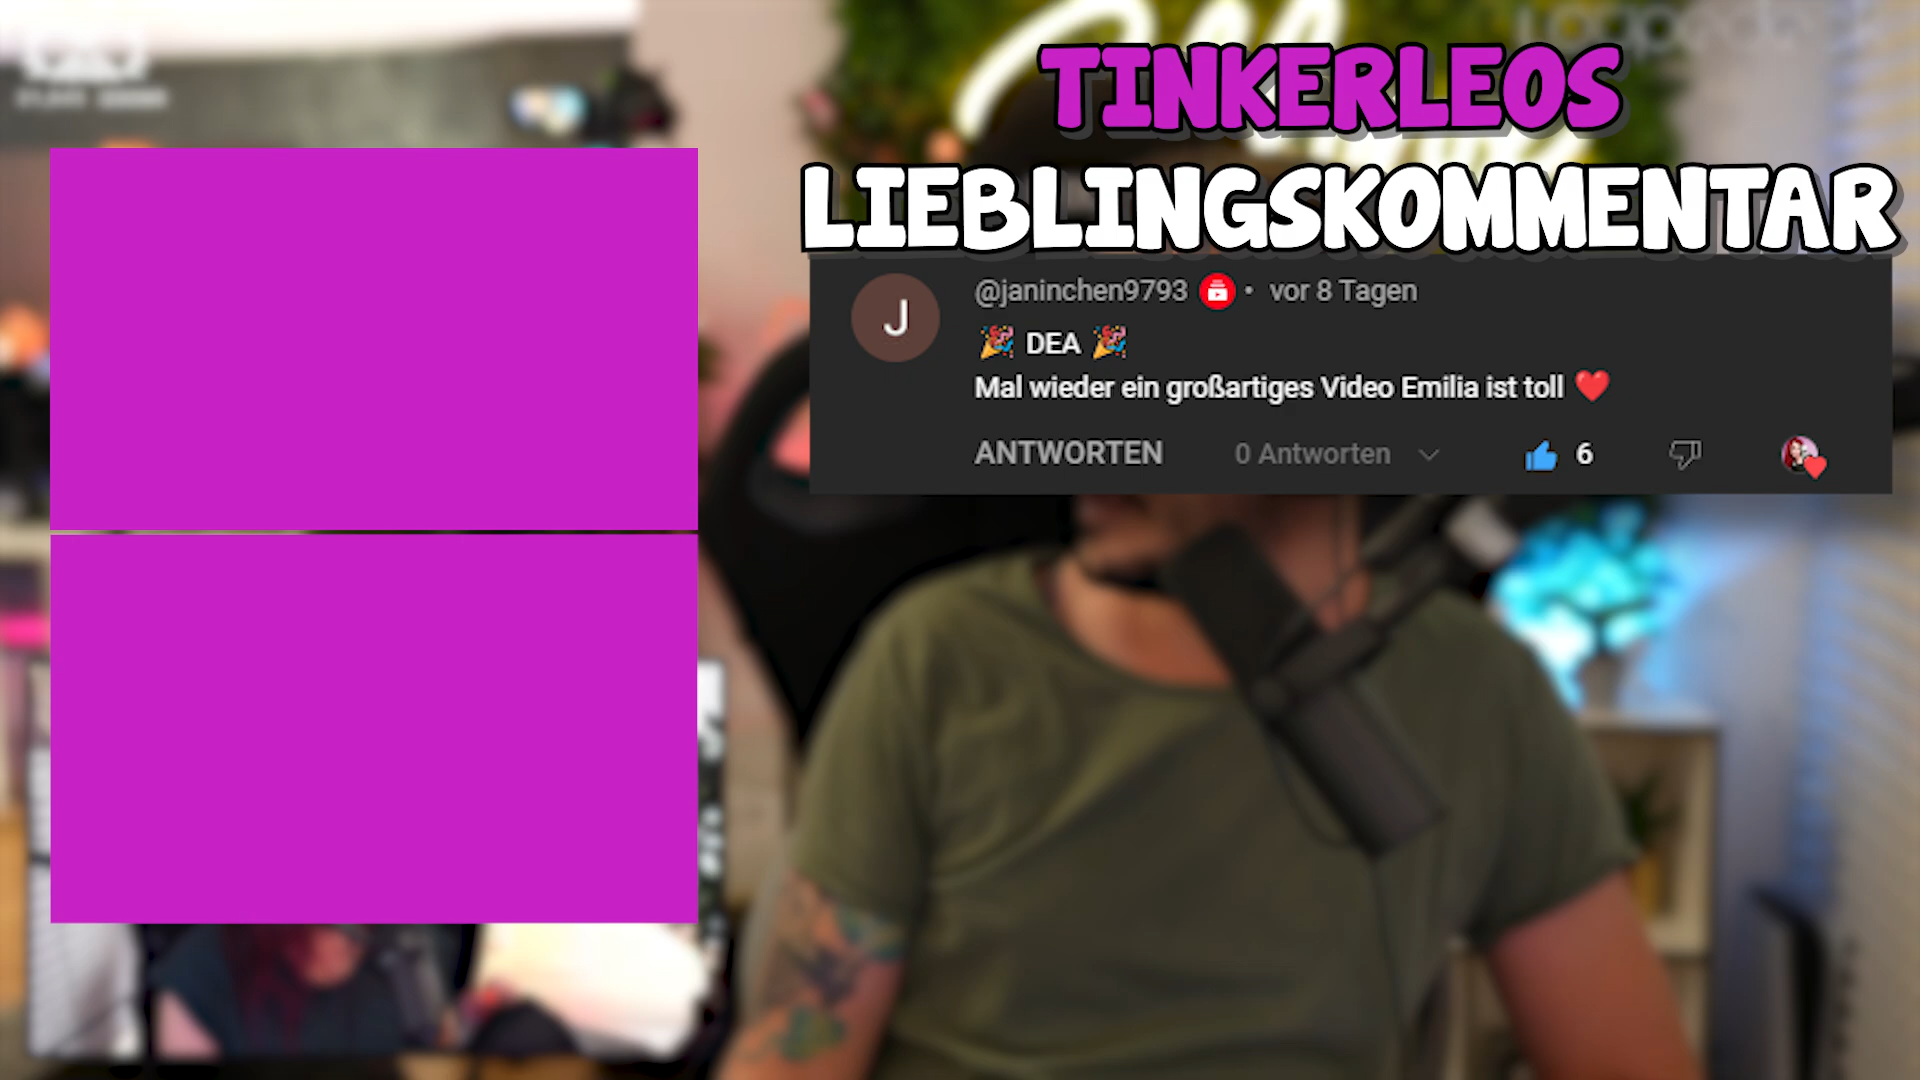 TINKERLEOS
LIEBLINGSKOMMENTAR
@janinchen9793 • vor 8 Tagen
🎉 DEA 🎉
Mal wieder ein großartiges Video Emilia ist toll ❤️
ANTWORTEN 0 Antworten 6
J